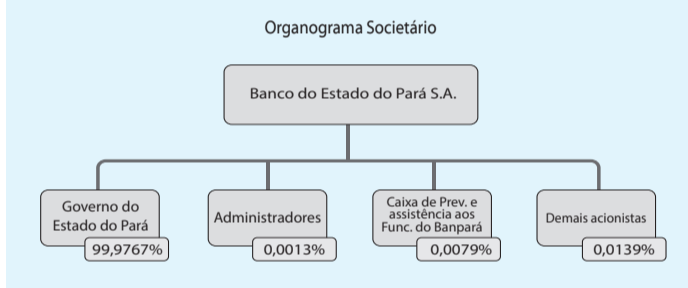 Organograma Societário
Banco do Estado do Pará S.A.
Governo do
Estado do Pará
99,9767%
Administradores
0,0013%
Caixa de Prev. e
assistência aos
Func. do Banpará
0,0079%
Demais acionistas
0,0139%